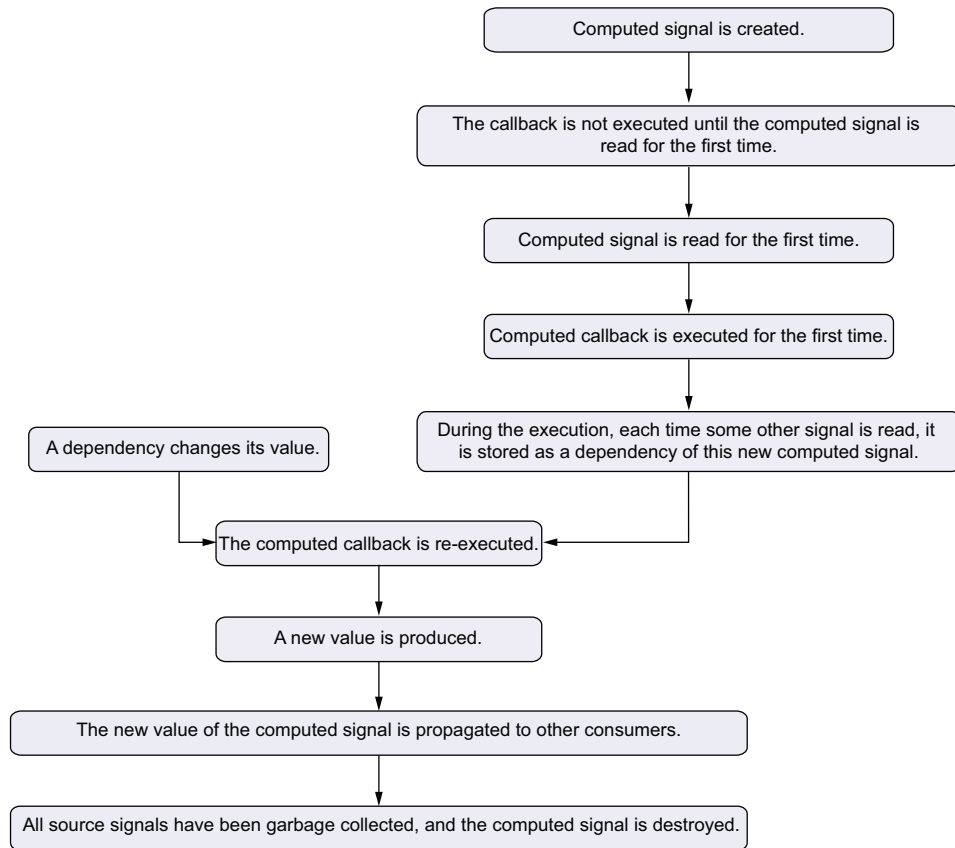 Computed signal is created.
The callback is not executed until the computed signal is
read for the first time.
Computed signal is read for the first time.
Computed callback is executed for the first time.
During the execution, each time some other signal is read, it
is stored as a dependency of this new computed signal.
A dependency changes its value.
The computed callback is re-executed.
A new value is produced.
The new value of the computed signal is propagated to other consumers.
All source signals have been garbage collected, and the computed signal is destroyed.